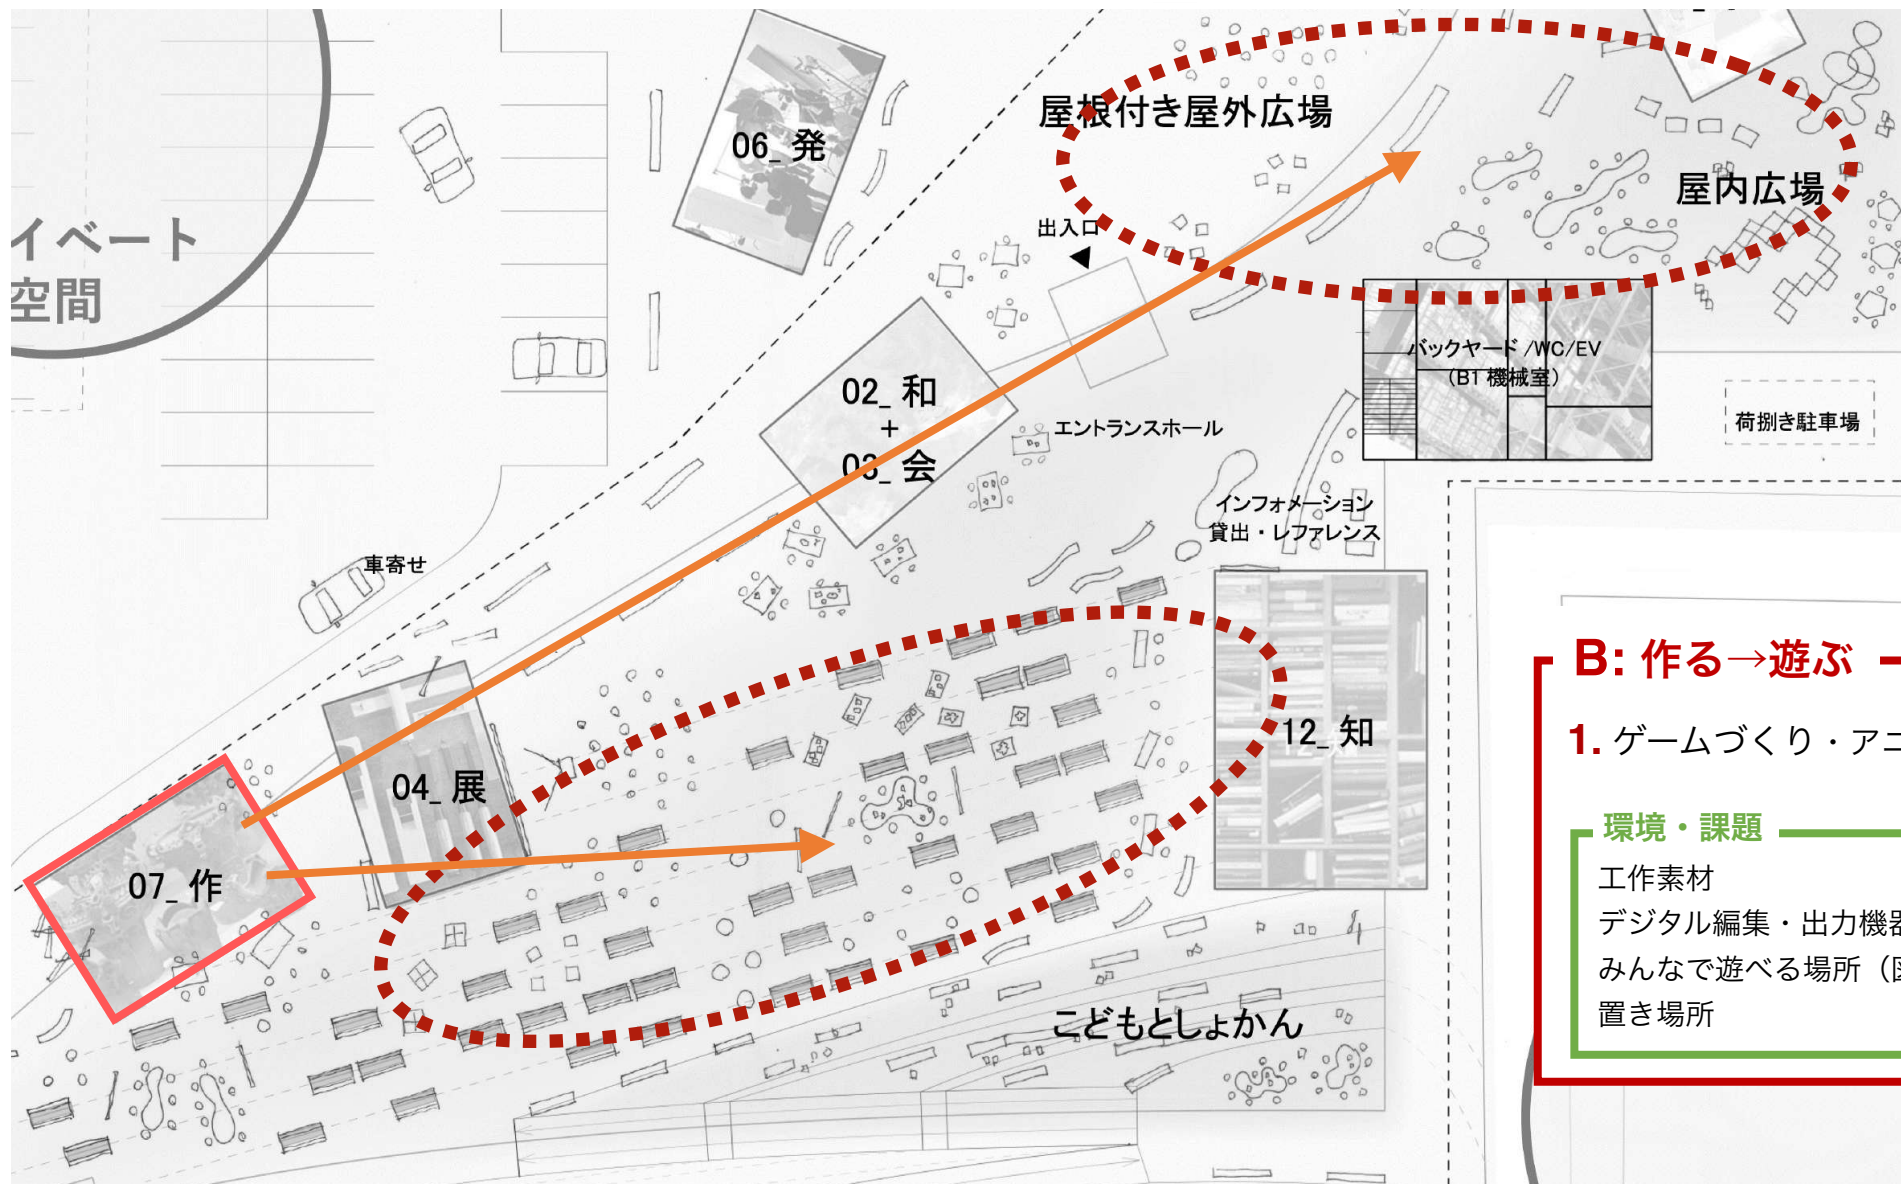 06_ 発
屋根付き屋外広場
屋内広場
出入口
イベート
空間
02_ 和
+
03_ 会
エントランスホール
バックヤード /WC/EV
(B1 機械室)
荷捌き駐車場
インフォメーション
貸出・レファレンス
車寄せ
04_ 展
12_ 知
07_ 作
こどもとしょかん
B: 作る→遊ぶ
1. ゲームづくり・アニ
環境・課題
工作素材
デジタル編集・出力機器
みんなで遊べる場所（図
置き場所